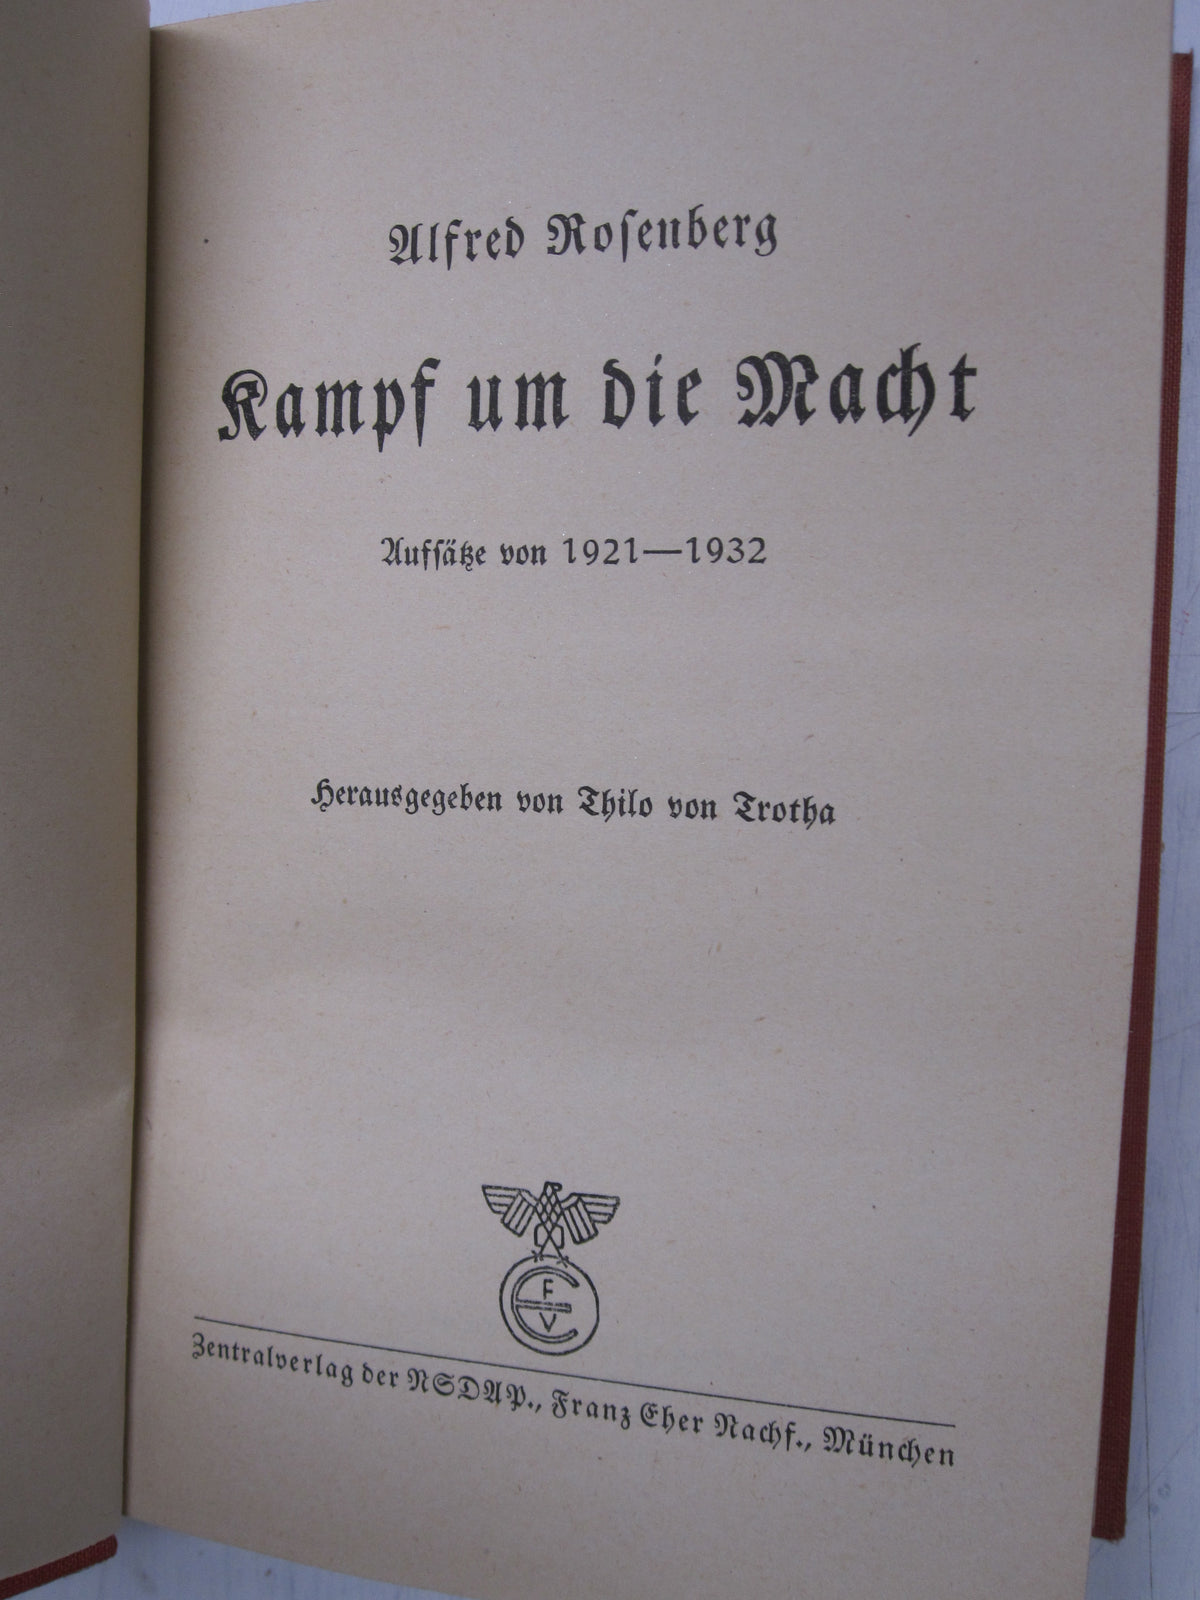 Alfred Rosenberg
Kampf um die Macht
Aufsätze von 1921—1932
Herausgegeben von Thilo von Trotha
F
E
V
Zentralverlag der NSDAP., Franz Eher Nachf., München